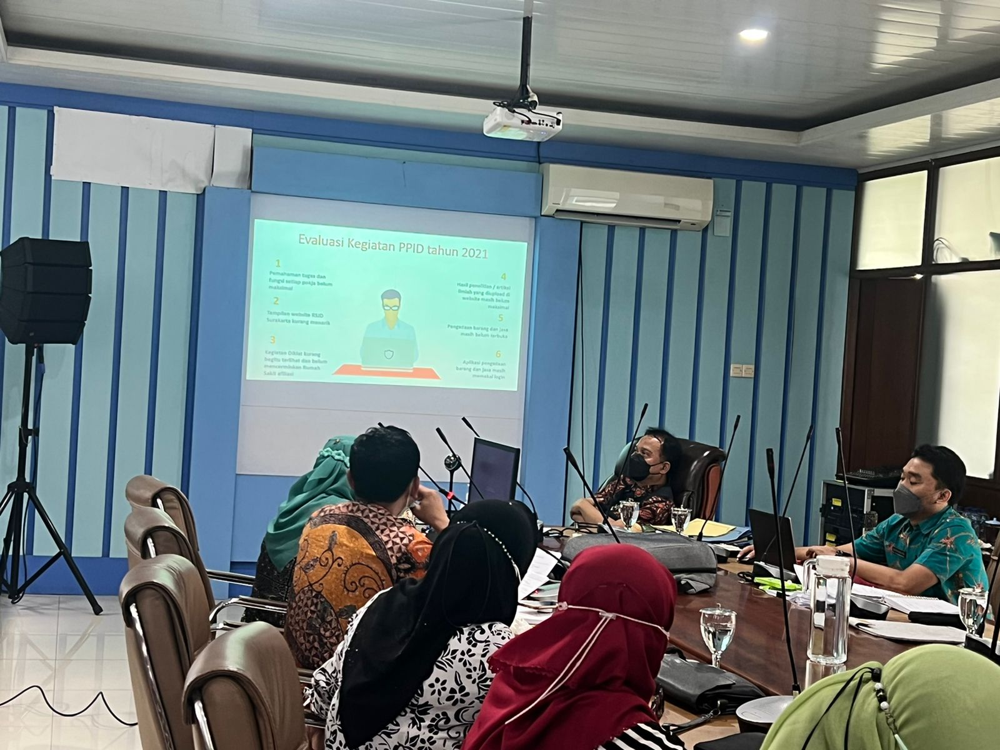 Evaluasi Kegiatan PPID tahun 2021
1
Pemahaman tugas dan
fungsi setiap pokja belum
maksimal
2
Tampilan website RSJD
Surakarta kurang menarik
3
Kegiatan Diklat kurang
begitu terlihat dan belum
mencerminkan Rumah
Sakit afiliasi
4
Hasil penelitian / artikel
ilmiah yang diupload di
website masih belum
maksimal
5
Pengadaan barang dan jasa
masih belum terbuka
6
Aplikasi pengadaan
barang dan jasa masih
memakai login